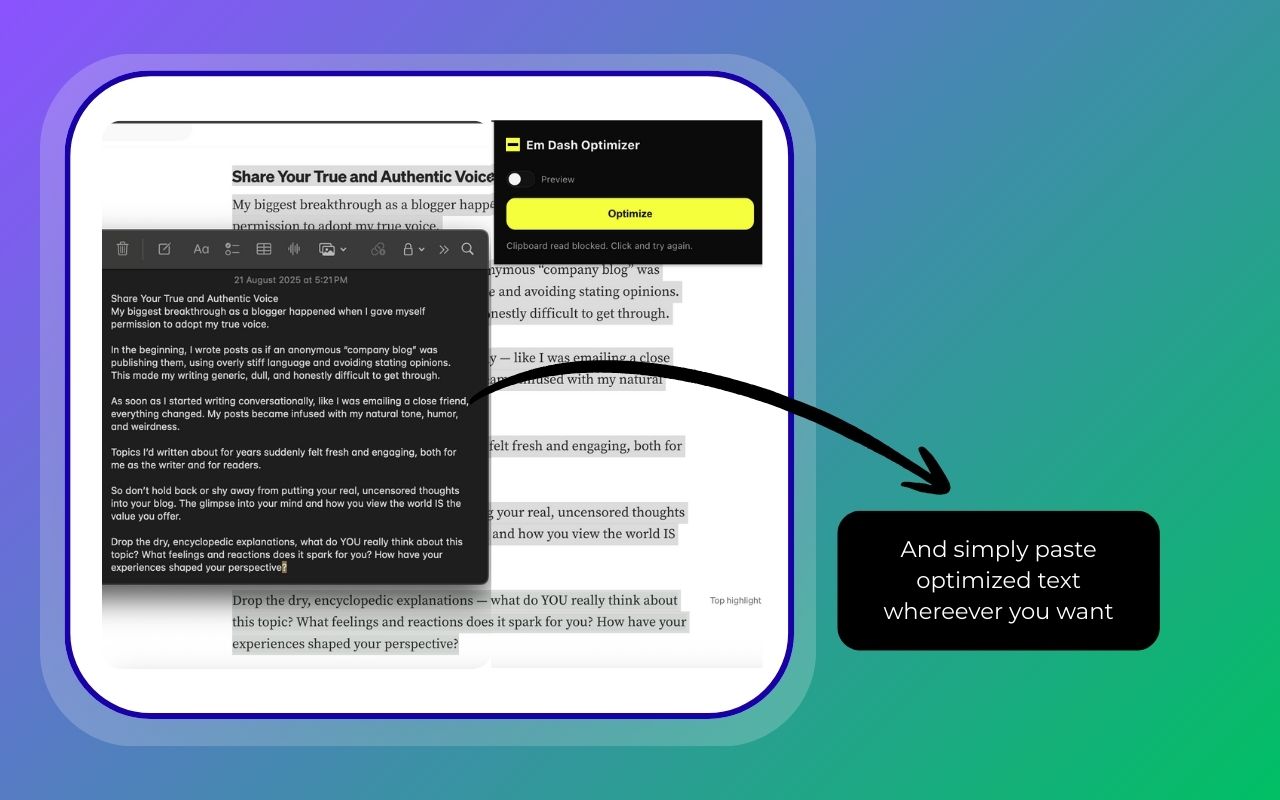 Share Your True and Authentic Voice
My biggest breakthrough as a blogger
permission to adopt my true voice.
Em Dash Optimizer
Preview
Optimize
Clipboard read blocked. Click and try again.
Aa
21 August 2025 at 5:21 PM
Share Your True and Authentic Voice
My biggest breakthrough as a blogger happened when I gave myself
permission to adopt my true voice.
In the beginning, I wrote posts as if an anonymous “company blog” was
publishing them, using overly stiff language and avoiding stating opinions.
This made my writing generic, dull, and honestly difficult to get through.
As soon as I started writing conversationally, like I was emailing a close friend,
everything changed. My posts became infused with my natural tone, humor,
and weirdness.
Topics I’d written about for years suddenly felt fresh and engaging, both for
me as the writer and for readers.
So don’t hold back or shy away from putting your real, uncensored thoughts
into your blog. The glimpse into your mind and how you view the world IS the
value you offer.
Drop the dry, encyclopedic explanations, what do YOU really think about this
topic? What feelings and reactions does it spark for you? How have your
experiences shaped your perspective?
“company blog” was
and avoiding stating opinions.
difficult to get through.
— like I was emailing a close
infused with my natural
felt fresh and engaging, both for
your real, uncensored thoughts
and how you view the world IS
Drop the dry, encyclopedic explanations — what do YOU really think about
this topic? What feelings and reactions does it spark for you? How have your
experiences shaped your perspective?
Top highlight
And simply paste
optimized text
whereever you want